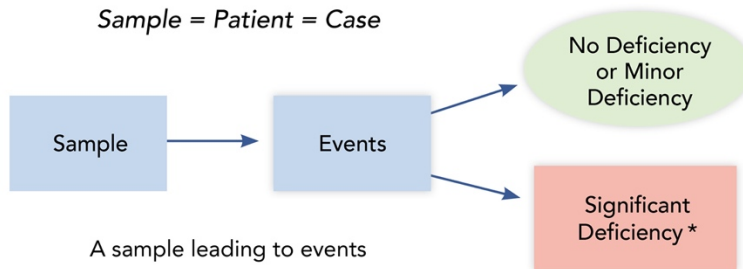 Sample = Patient = Case
No Deficiency
or Minor
Deficiency
Sample
Events
Significant
Deficiency *
A sample leading to events